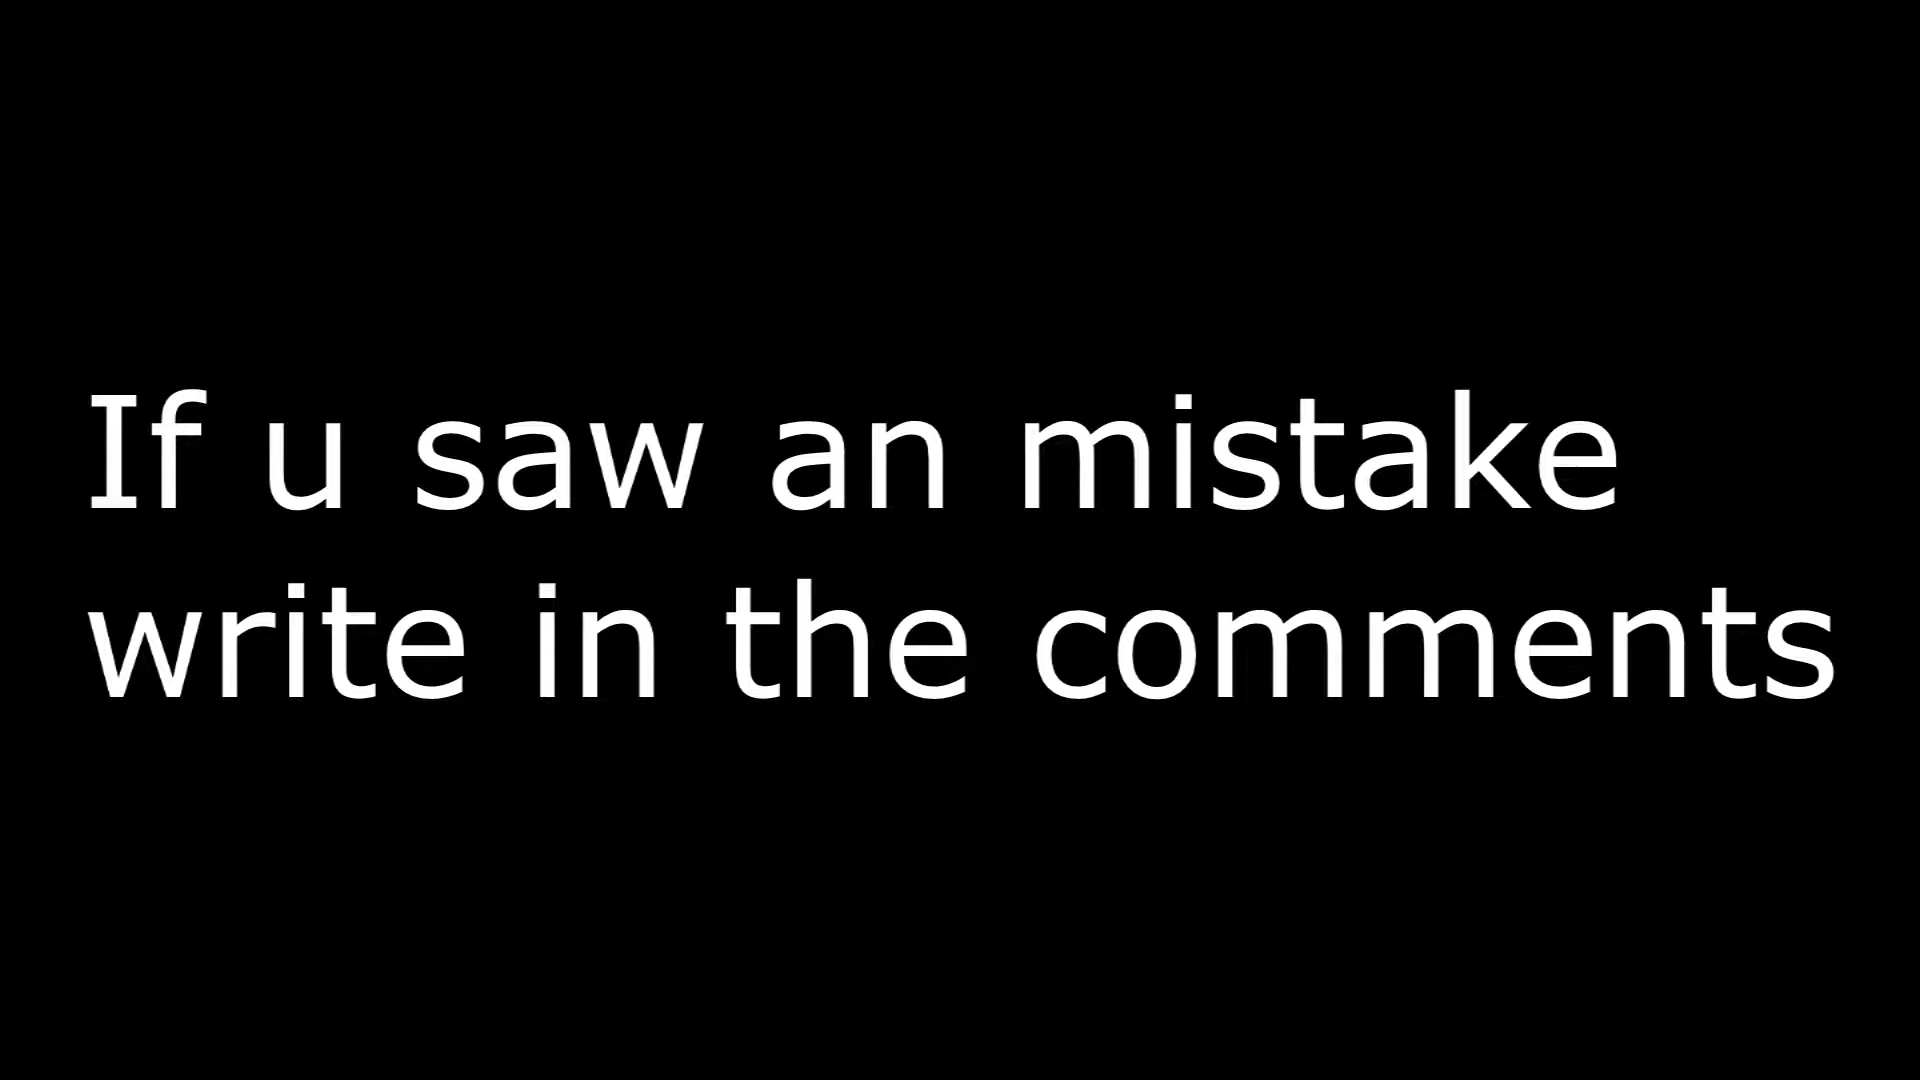 If u saw an mistake
write in the comments